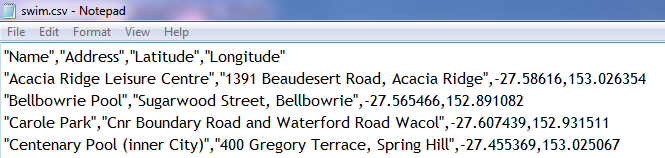 swim.csv - Notepad
File Edit Format View Help
"Name","Address","Latitude","Longitude"
"Acacia Ridge Leisure Centre","1391 Beaudesert Road, Acacia Ridge",-27.58616,153.026354
"Bellbowrie Pool","Sugarwood Street, Bellbowrie",-27.565466,152.891082
"Carole Park","Cnr Boundary Road and Waterford Road Wacol",-27.607439,152.931511
"Centenary Pool (inner City)","400 Gregory Terrace, Spring Hill",-27.455369,153.025067